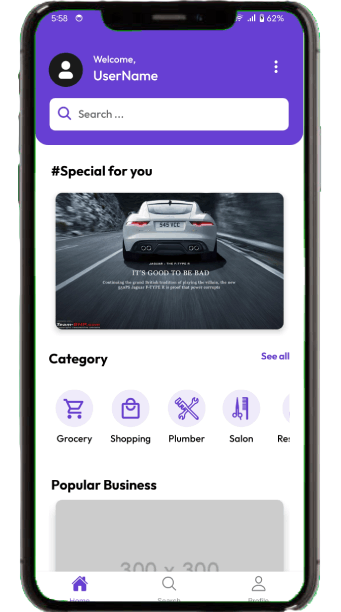 5:58
62%
Welcome,
UserName
Search ...
#Special for you
S45 VCC
JAGUAR : THE F-TYPE R
IT'S GOOD TO BE BAD
Continuing the grand British tradition of playing the villain, the new
Jaguar F-TYPE R is proof that power corrupts
Category
See all
Grocery
Shopping
Plumber
Salon
Res
Popular Business
300 x 300
Home
Search
Profile